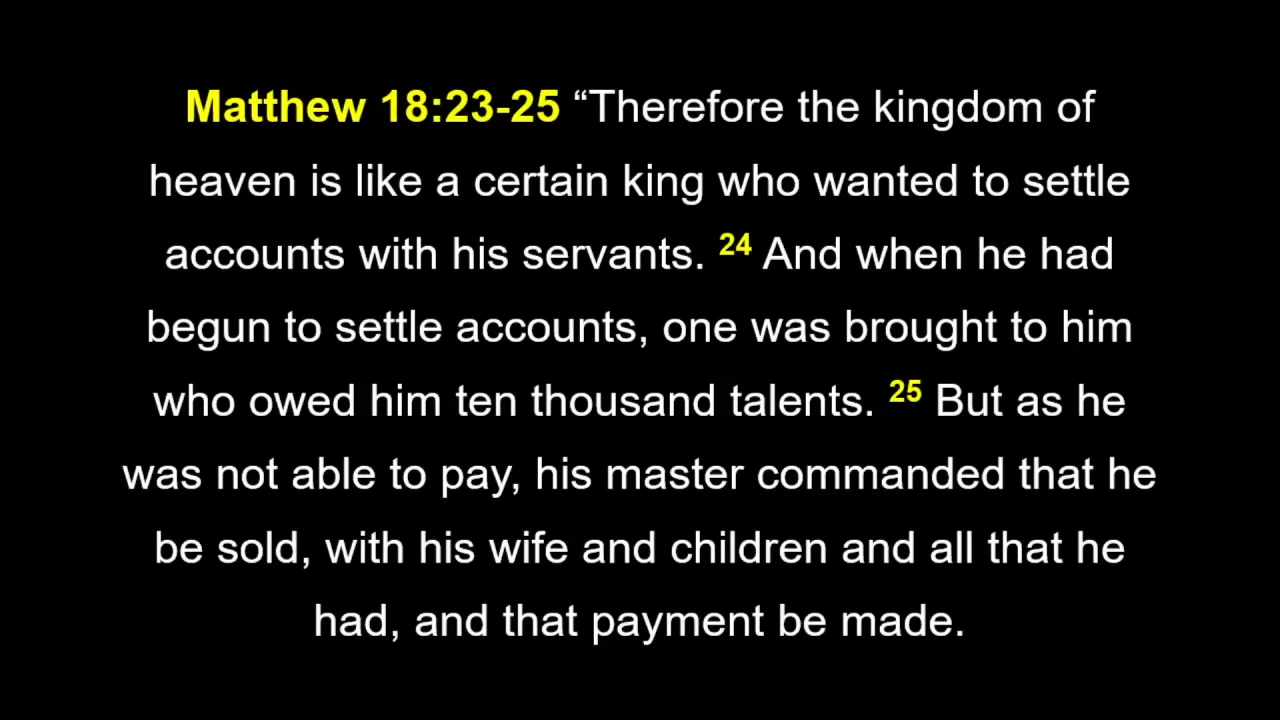 Matthew 18:23-25 “Therefore the kingdom of
heaven is like a certain king who wanted to settle
accounts with his servants. 24 And when he had
begun to settle accounts, one was brought to him
who owed him ten thousand talents. 25 But as he
was not able to pay, his master commanded that he
be sold, with his wife and children and all that he
had, and that payment be made.